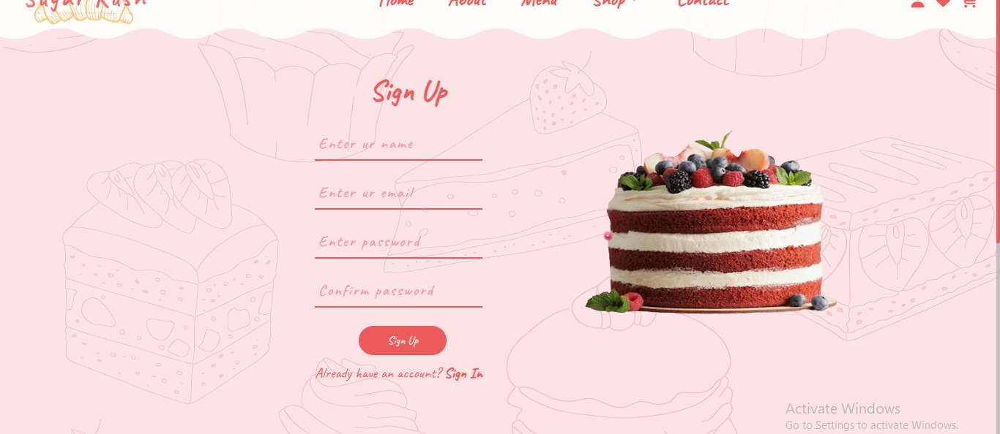 Sugar Rush
Home About Menu Shop Contact
Sign Up
Enter ur name
Enter ur email
Enter password
Confirm password
Sign Up
Already have an account? Sign In
Activate Windows
Go to Settings to activate Windows.